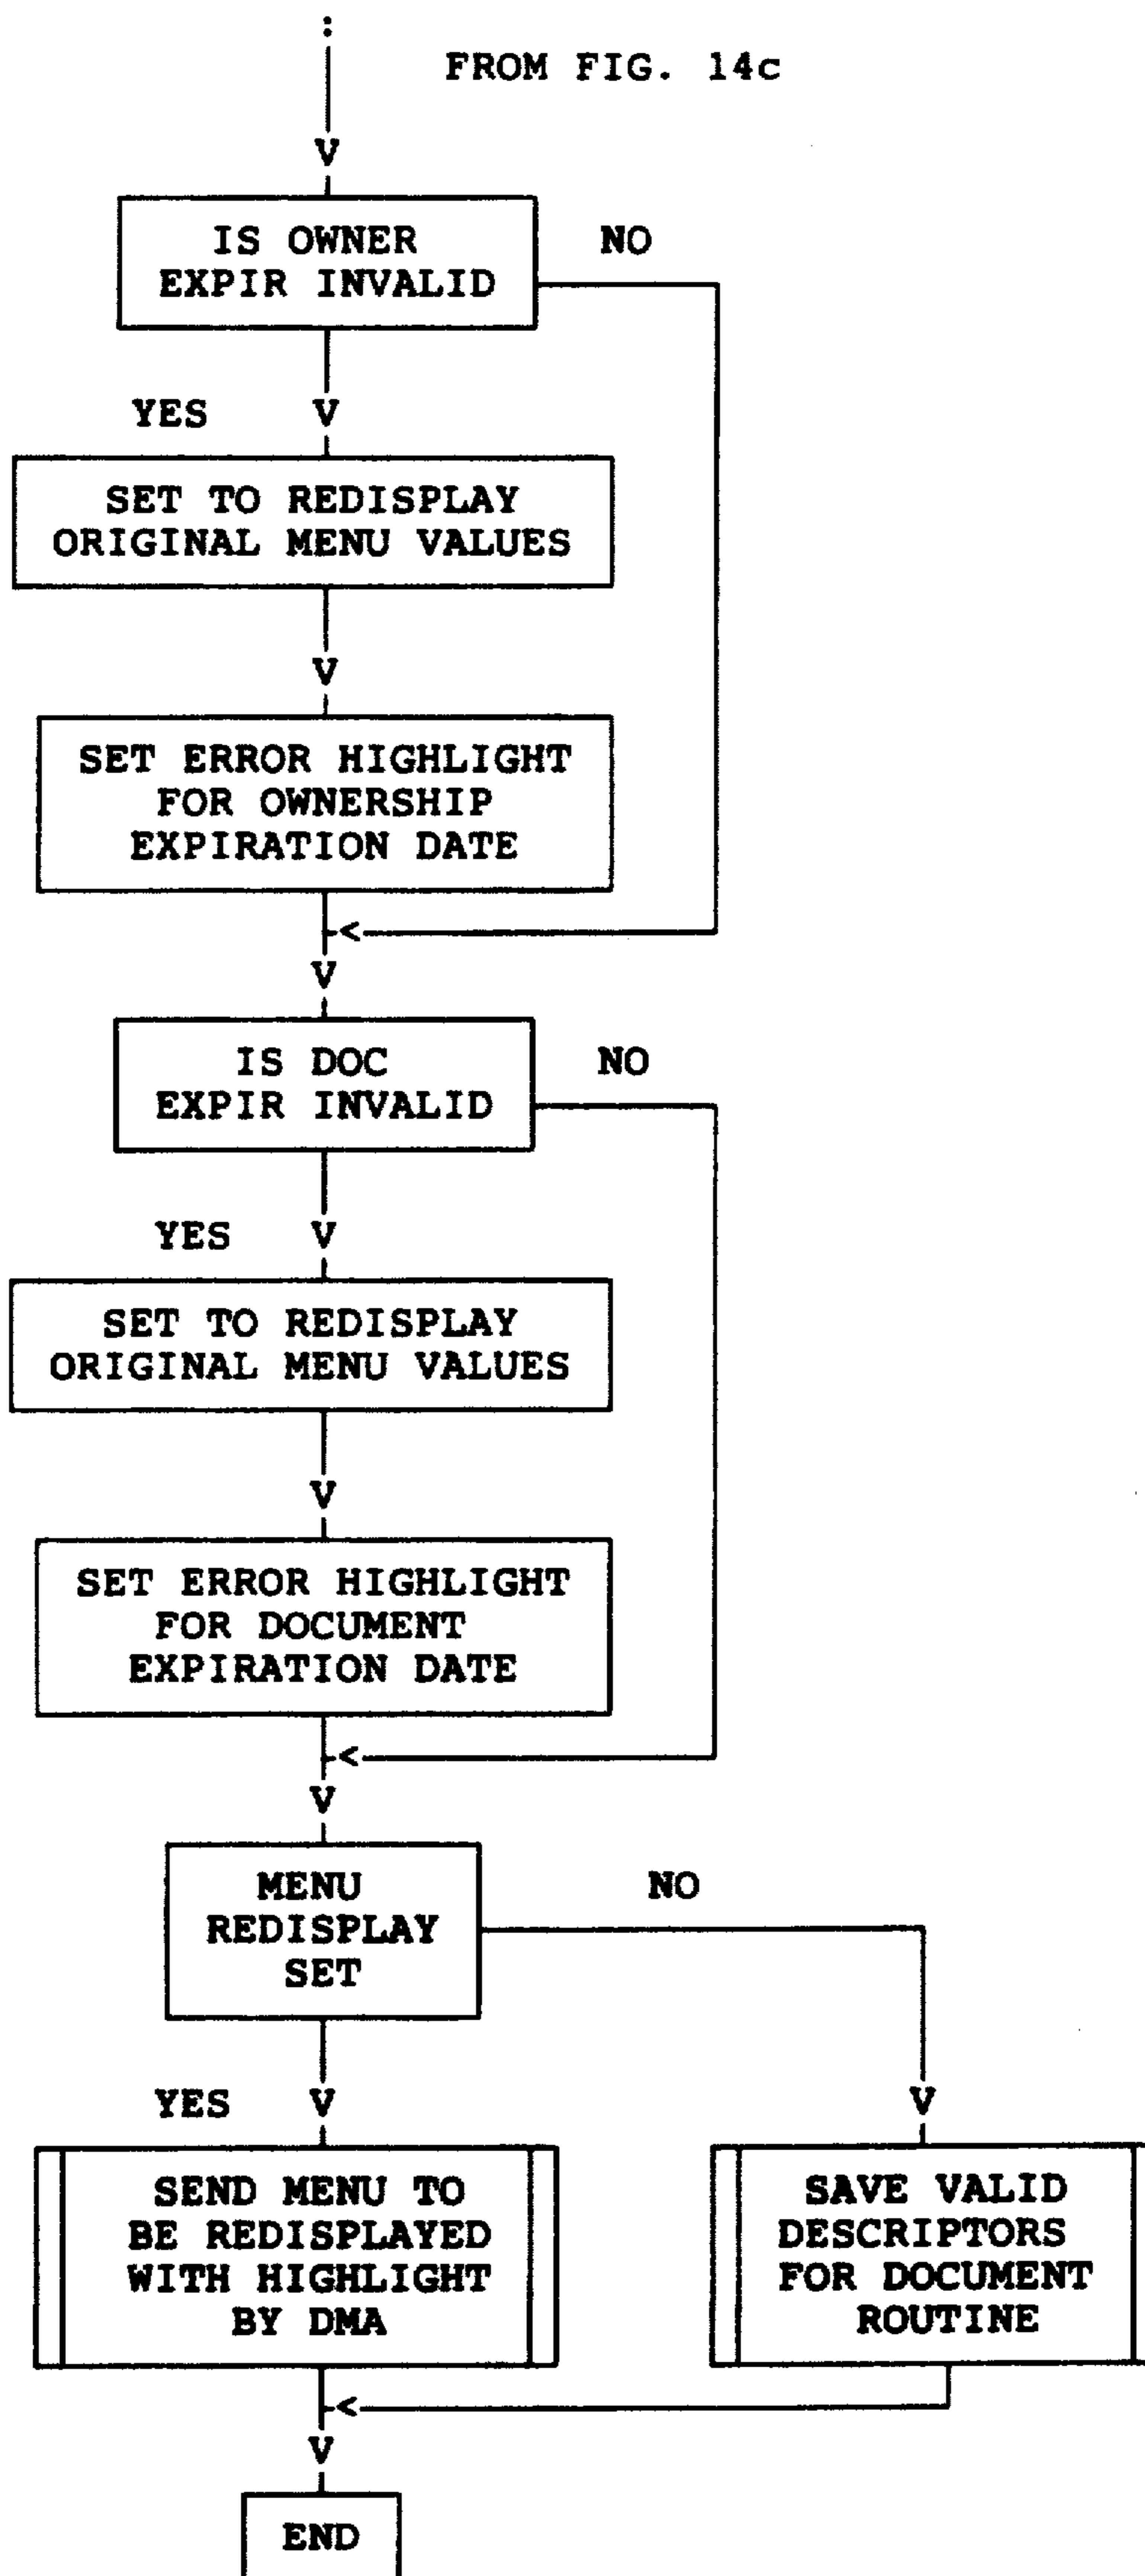 :
FROM FIG. 14c
V
IS OWNER
EXPIR INVALID
NO
YES
V
SET TO REDISPLAY
ORIGINAL MENU VALUES
V
SET ERROR HIGHLIGHT
FOR OWNERSHIP
EXPIRATION DATE
<
V
IS DOC
EXPIR INVALID
NO
YES
V
SET TO REDISPLAY
ORIGINAL MENU VALUES
V
SET ERROR HIGHLIGHT
FOR DOCUMENT
EXPIRATION DATE
<
V
MENU
REDISPLAY
SET
NO
YES
V
V
SEND MENU TO
BE REDISPLAYED
WITH HIGHLIGHT
BY DMA
SAVE VALID
DESCRIPTORS
FOR DOCUMENT
ROUTINE
<
V
END